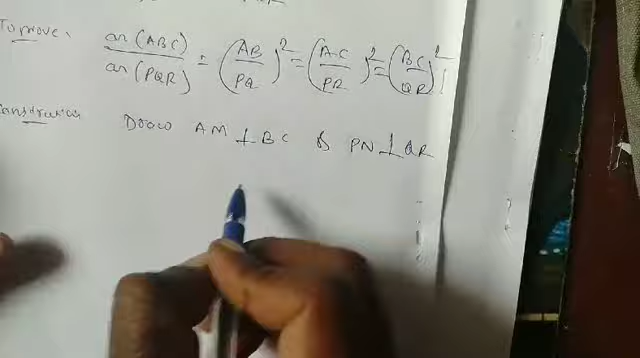 To prove, ar(ABC)/ar(PQR) = (AB/PQ)² = (AC/PR)² = (BC/QR)²
Construction Draw AM ⊥ BC & PN ⊥ QR